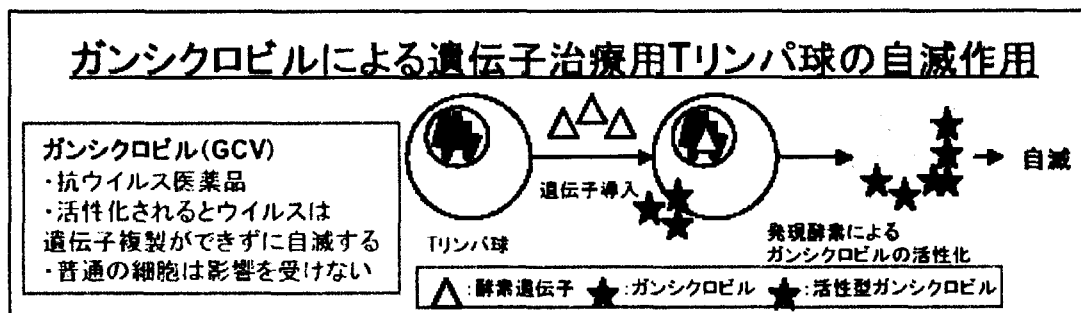 ガンシクロビルによる遺伝子治療用Tリンパ球の自滅作用
ガンシクロビル(GCV)
・抗ウイルス医薬品
・活性化されるとウイルスは
遺伝子複製ができずに自滅する
・普通の細胞は影響を受けない
Tリンパ球
遺伝子導入
発現酵素による
ガンシクロビルの活性化
自滅
:酵素遺伝子 :ガンシクロビル :活性型ガンシクロビル